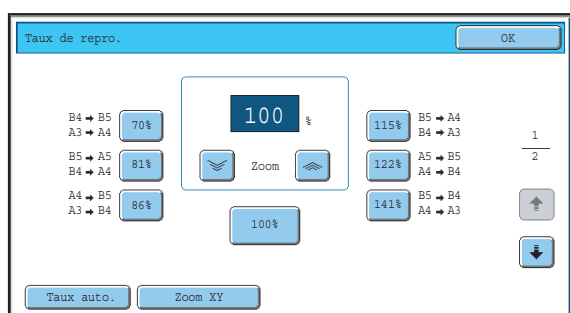 Taux de repro.
OK
100 %
B4 → B5
A3 → A4
70%
115%
B5 → A4
B4 → A3
1
B5 → A5
B4 → A4
81%
Zoom
122%
A5 → B5
A4 → B4
2
A4 → B5
A3 → B4
86%
100%
141%
B5 → B4
A4 → A3
Taux auto.
Zoom XY